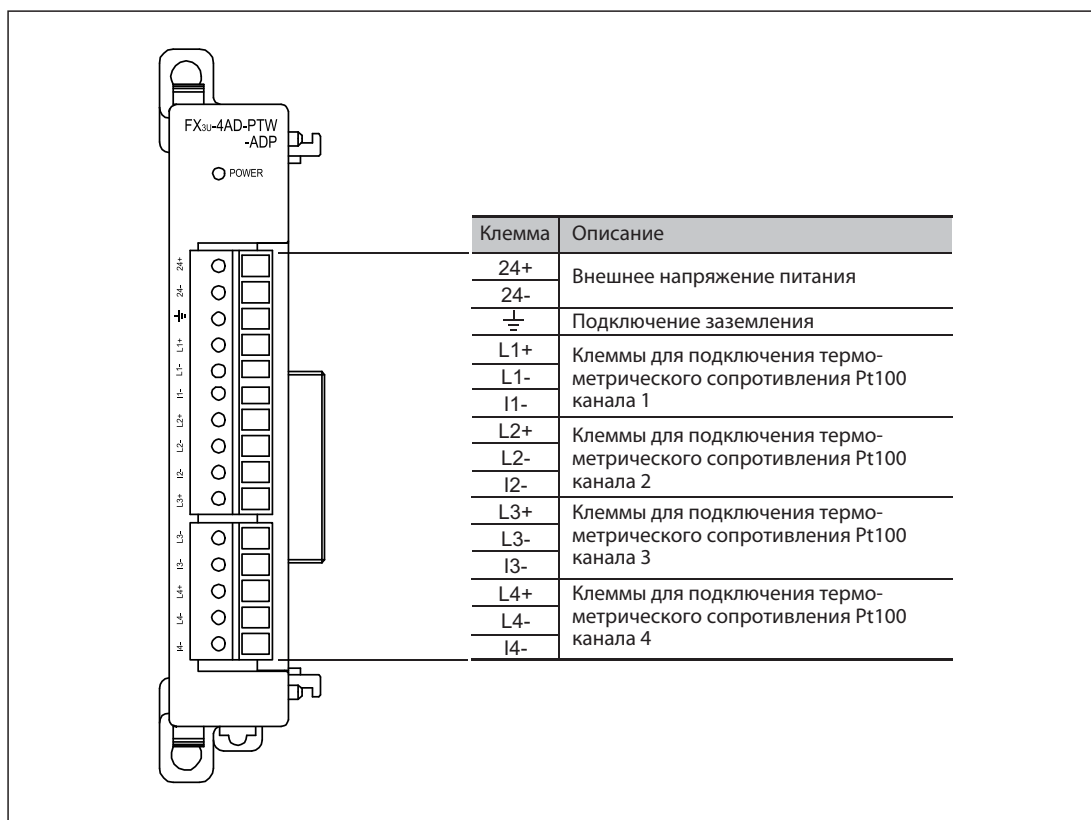 FX3U-4AD-PTW
-ADP
POWER
24+
24-
⏚
L1+
L1-
I1-
L2+
L2-
I2-
L3+
L3-
I3-
L4+
L4-
I4-
Клемма Описание
24+
24-
Внешнее напряжение питания
⏚ Подключение заземления
L1+
L1-
I1-
Клеммы для подключения термо-
метрического сопротивления Pt100
канала 1
L2+
L2-
I2-
Клеммы для подключения термо-
метрического сопротивления Pt100
канала 2
L3+
L3-
I3-
Клеммы для подключения термо-
метрического сопротивления Pt100
канала 3
L4+
L4-
I4-
Клеммы для подключения термо-
метрического сопротивления Pt100
канала 4